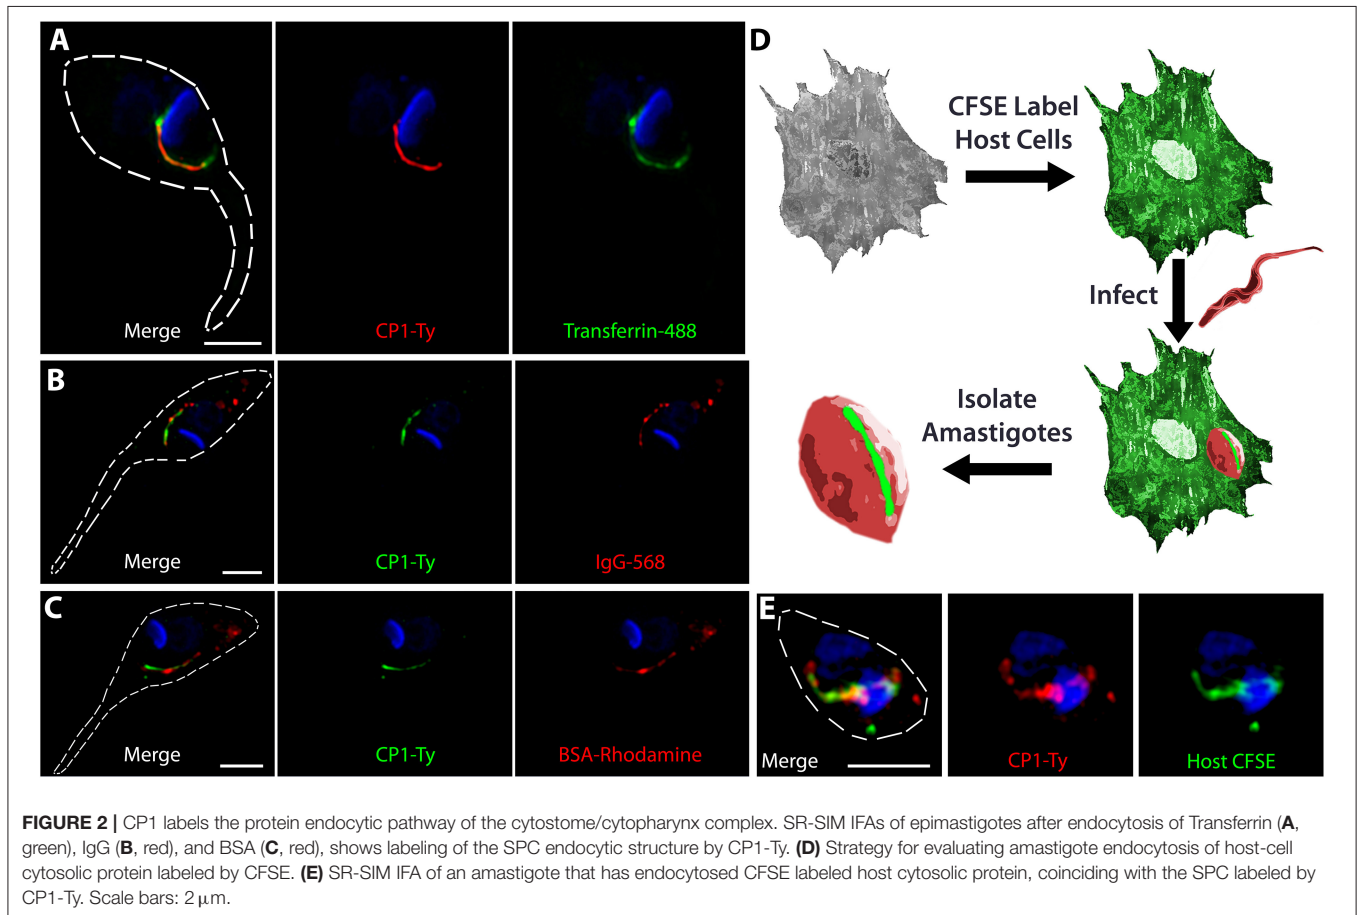 A
Merge
CP1-Ty
Transferrin-488
B
Merge
CP1-Ty
IgG-568
C
Merge
CP1-Ty
BSA-Rhodamine
D
CFSE Label
Host Cells
Infect
Isolate
Amastigotes
E
Merge
CP1-Ty
Host CFSE
FIGURE 2 | CP1 labels the protein endocytic pathway of the cytostome/cytopharynx complex. SR-SIM IFAs of epimastigotes after endocytosis of Transferrin (A,
green), IgG (B, red), and BSA (C, red), shows labeling of the SPC endocytic structure by CP1-Ty. (D) Strategy for evaluating amastigote endocytosis of host-cell
cytosolic protein labeled by CFSE. (E) SR-SIM IFA of an amastigote that has endocytosed CFSE labeled host cytosolic protein, coinciding with the SPC labeled by
CP1-Ty. Scale bars: 2 μm.